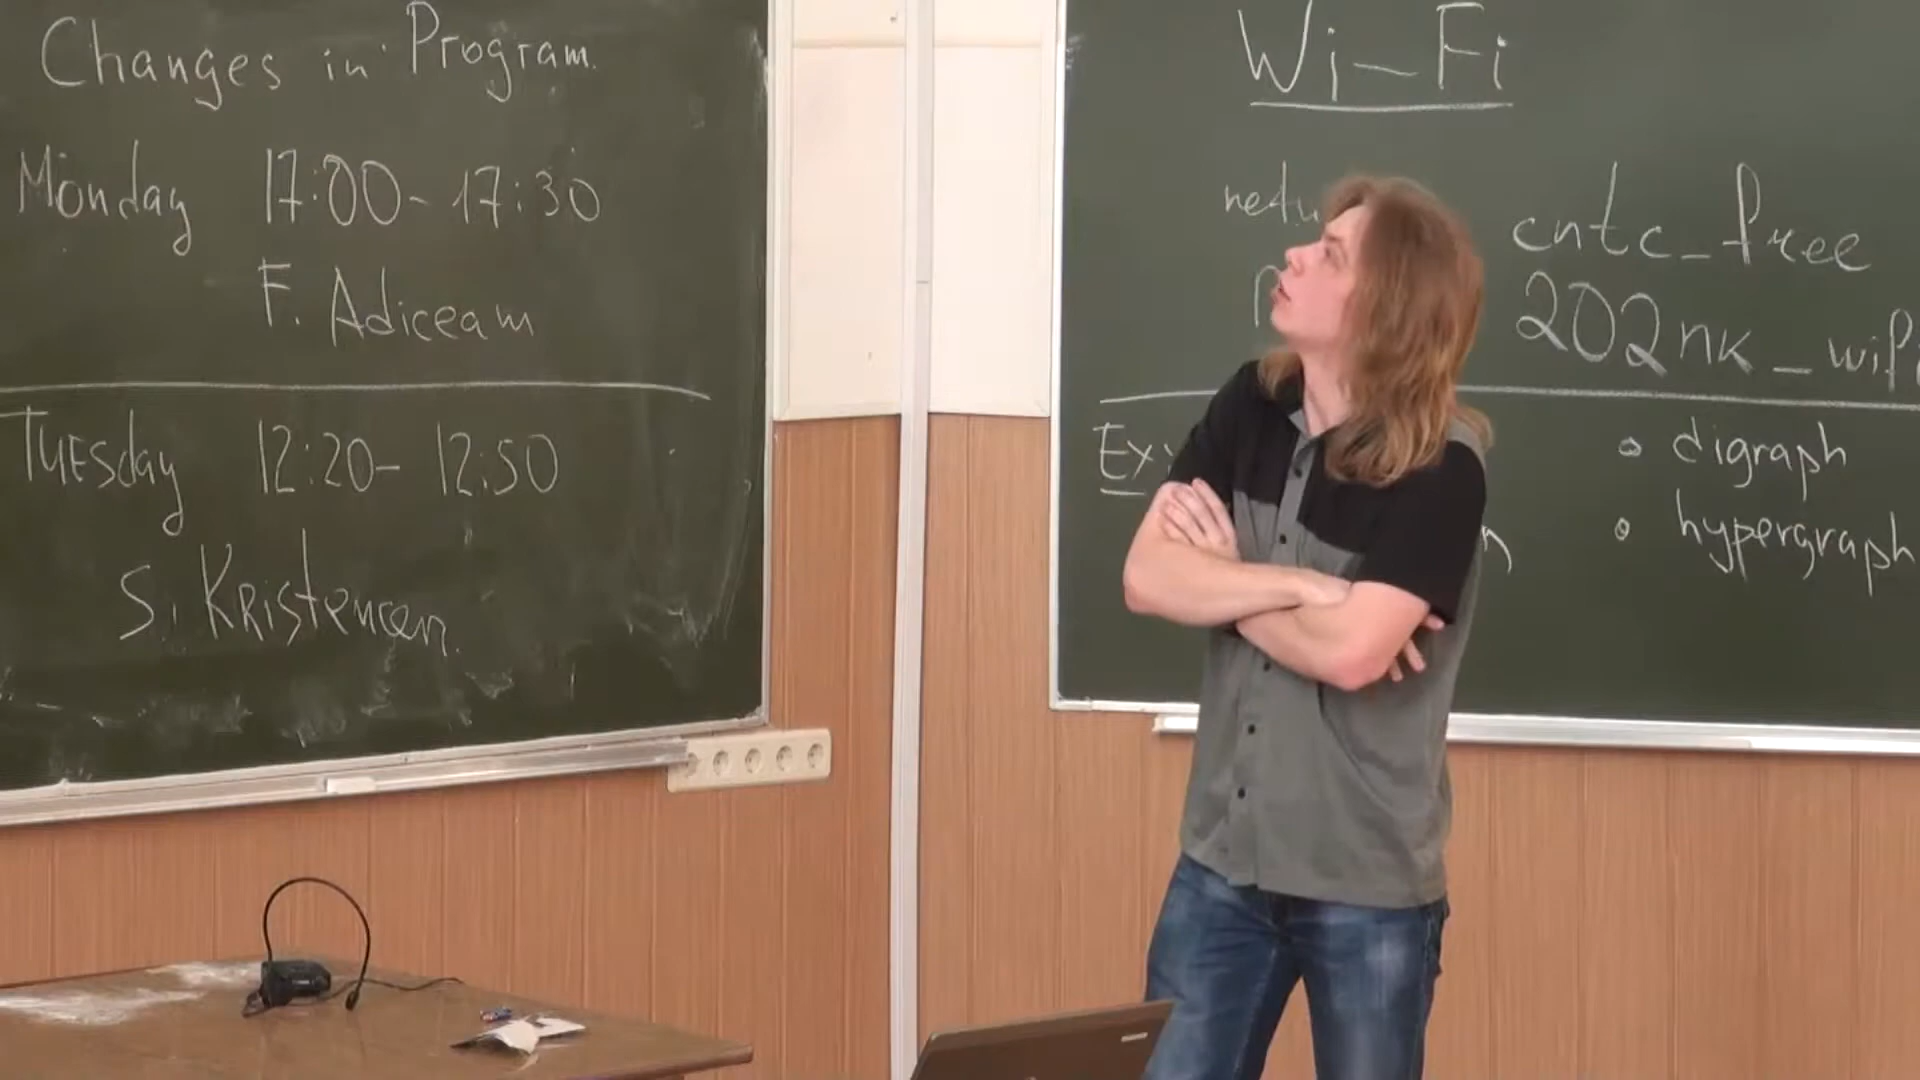 Changes in Program.
Monday 17:00 - 17:30
F. Adiceam
Tuesday 12:20 - 12:50
S. Kristencen.
Wi-Fi
cntc_free
202nk_wifi
digraph
hypergraph